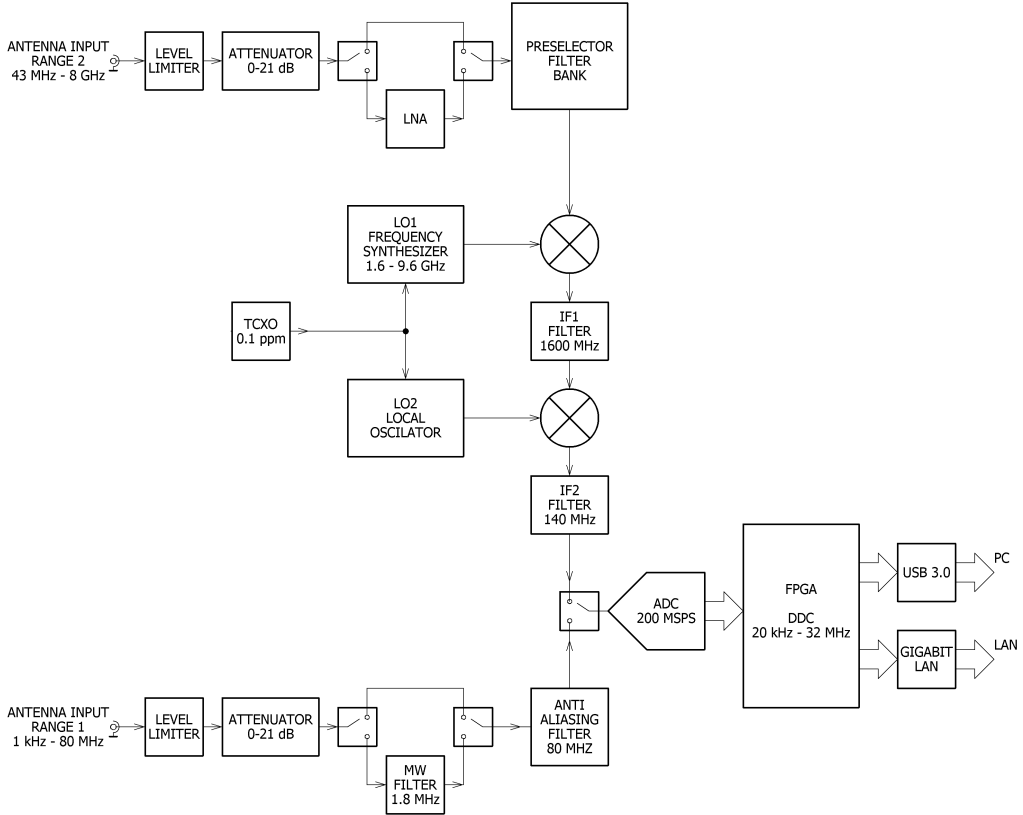 ANTENNA INPUT
RANGE 2
43 MHz - 8 GHz
LEVEL
LIMITER
ATTENUATOR
0-21 dB
LNA
PRESELECTOR
FILTER
BANK
LO1
FREQUENCY
SYNTHESIZER
1.6 - 9.6 GHz
TCXO
0.1 ppm
IF1
FILTER
1600 MHz
LO2
LOCAL
OSCILATOR
IF2
FILTER
140 MHz
ADC
200 MSPS
FPGA
DDC
20 kHz - 32 MHz
USB 3.0
PC
GIGABIT
LAN
LAN
ANTENNA INPUT
RANGE 1
1 kHz - 80 MHz
LEVEL
LIMITER
ATTENUATOR
0-21 dB
MW
FILTER
1.8 MHz
ANTI
ALIASING
FILTER
80 MHZ